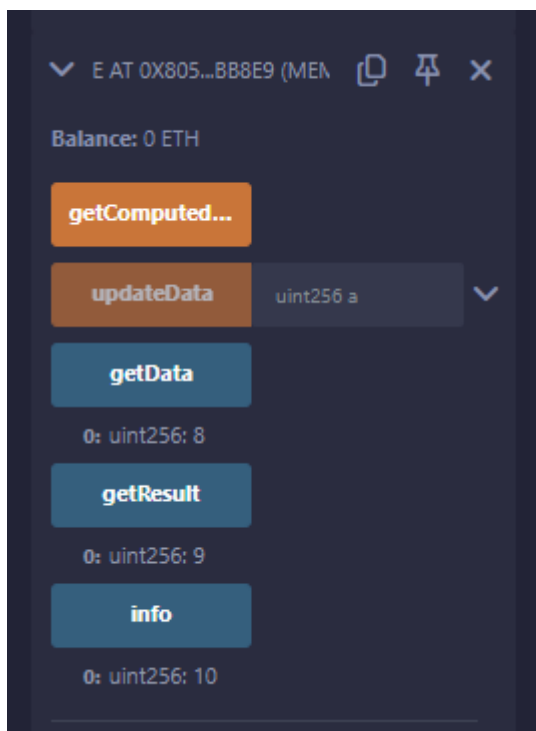 E AT 0X805...BB8E9 (MEM
Balance: 0 ETH
getComputed...
updateData uint256 a
getData
0: uint256: 8
getResult
0: uint256: 9
info
0: uint256: 10